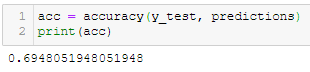 1 acc = accuracy(y_test, predictions)
2 print(acc)
0.6948051948051948